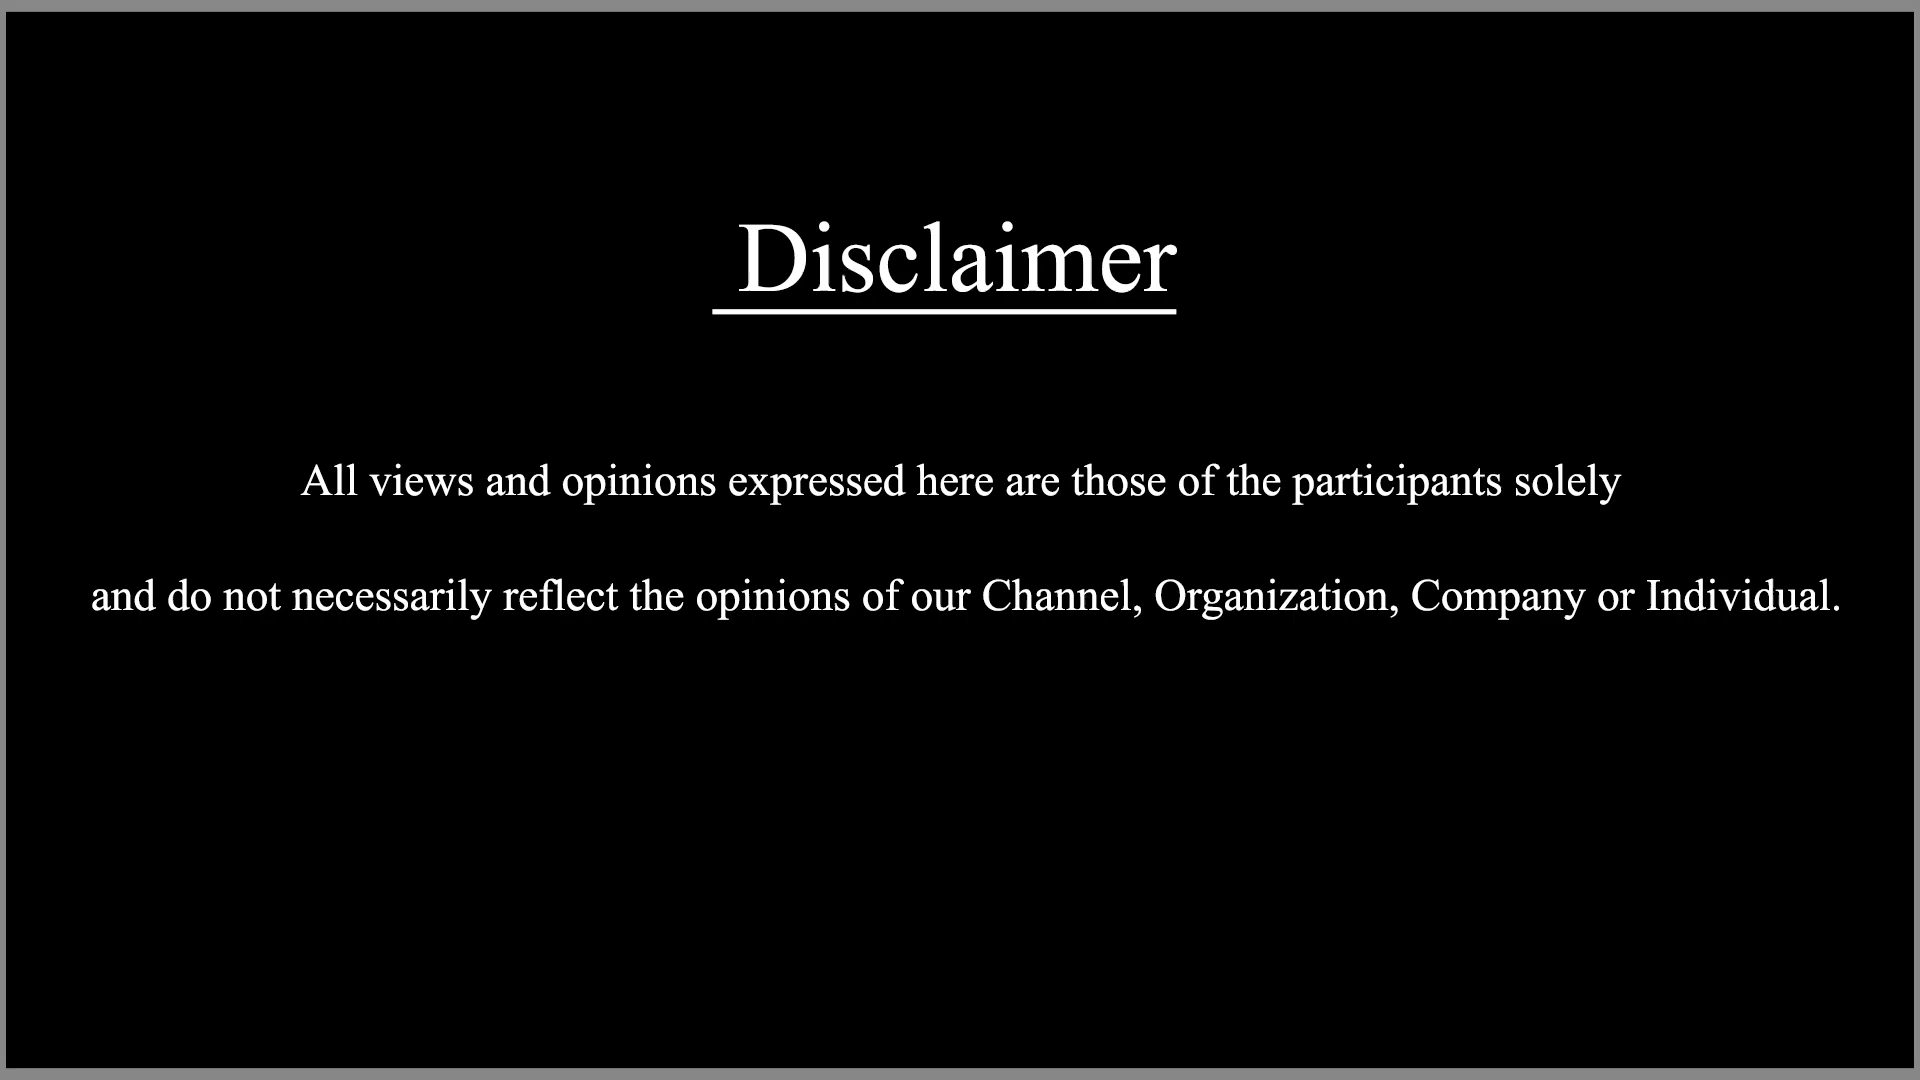 Disclaimer
All views and opinions expressed here are those of the participants solely
and do not necessarily reflect the opinions of our Channel, Organization, Company or Individual.